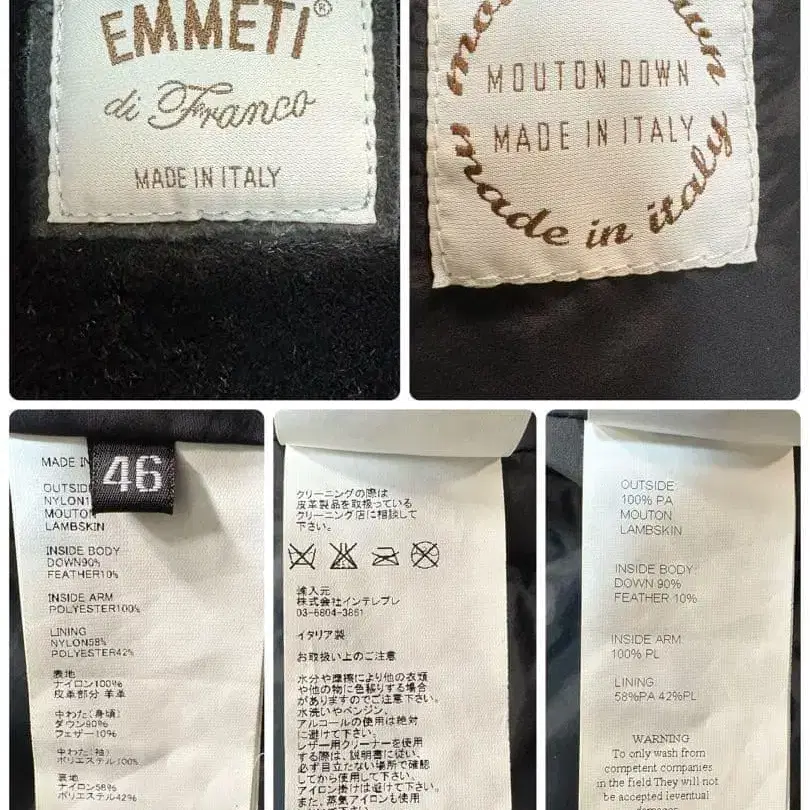 EMMETI®
di Franco
MADE IN ITALY
MOUTON DOWN
MADE IN ITALY
made in italy
46
MADE IN
OUTSID
NYLON1
MOUTON
LAMBSKIN
INSIDE BODY
DOWN90%
FEATHER10%
INSIDE ARM
POLYESTER100%
LINING
NYLON58%
POLYESTER42%
表地
ナイロン100%
皮革部分 羊革
中わた(身頃)
ダウン90%
フェザー10%
中わた(袖)
ポリエステル100%
裏地
ナイロン58%
ポリエステル42%
クリーニングの際は
皮革製品を取扱っている
クリーニング店に相談して
下さい。
輸入元
株式会社インテレプレ
03-6804-3861
イタリア製
お取扱い上のご注意
水分や摩擦により他の衣類
や他の物に色移りする場合
がありますのでご注意下さい。
水洗いやベンジン、
アルコールの使用は絶対
に避けて下さい。
レザー用クリーナーを使用
する際は、説明書に従い、
必ず目立たない場所で確認
してから使用して下さい。
アイロン掛けは避けて下さい。
また、蒸気アイロンも使用
OUTSIDE:
100% PA
MOUTON
LAMBSKIN
INSIDE BODY:
DOWN 90%
FEATHER 10%
INSIDE ARM:
100% PL
LINING:
58%PA 42%PL
WARNING
To only wash from
competent companies
in the field They will not
be accepted leventual